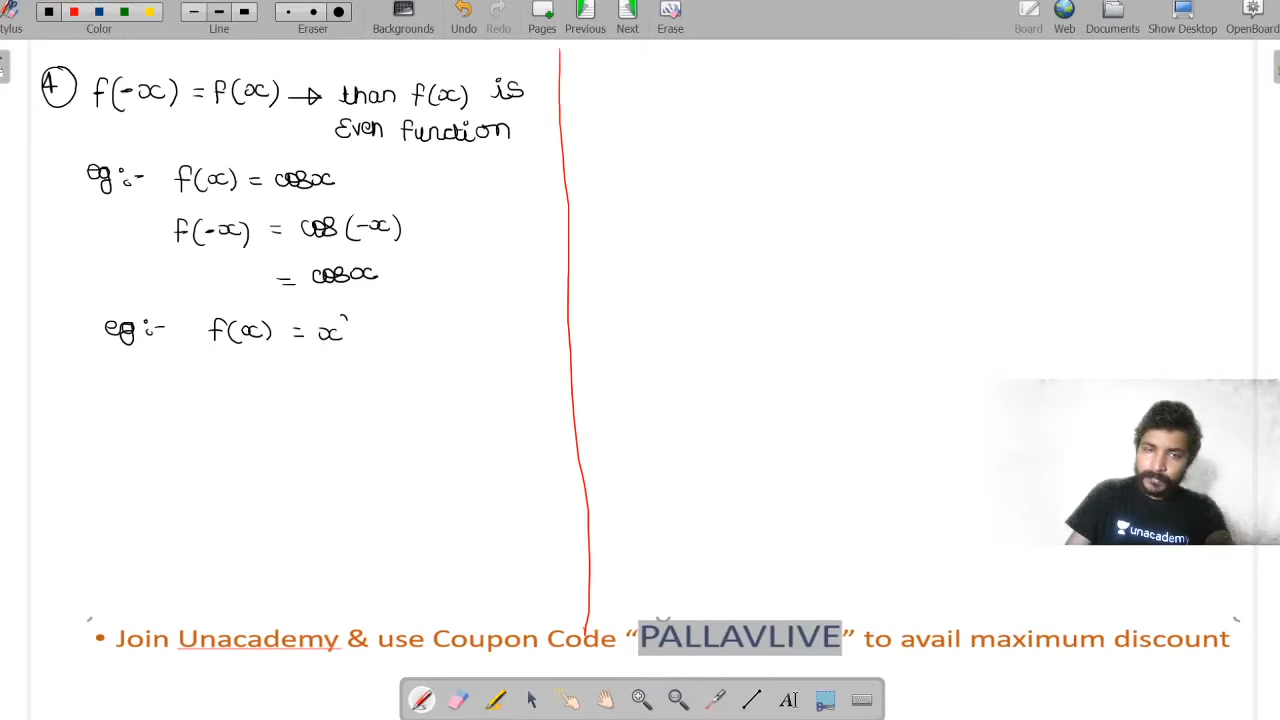 Stylus Color Line Eraser Backgrounds Undo Redo Pages Previous Next Erase Board Web Documents Show Desktop OpenBoard
④ f(-x) = f(x) → than f(x) is
Even function
eg:- f(x) = cosx
f(-x) = cos(-x)
= cosx
eg:- f(x) = x
unacademy
• Join Unacademy & use Coupon Code “PALLAVLIVE” to avail maximum discount